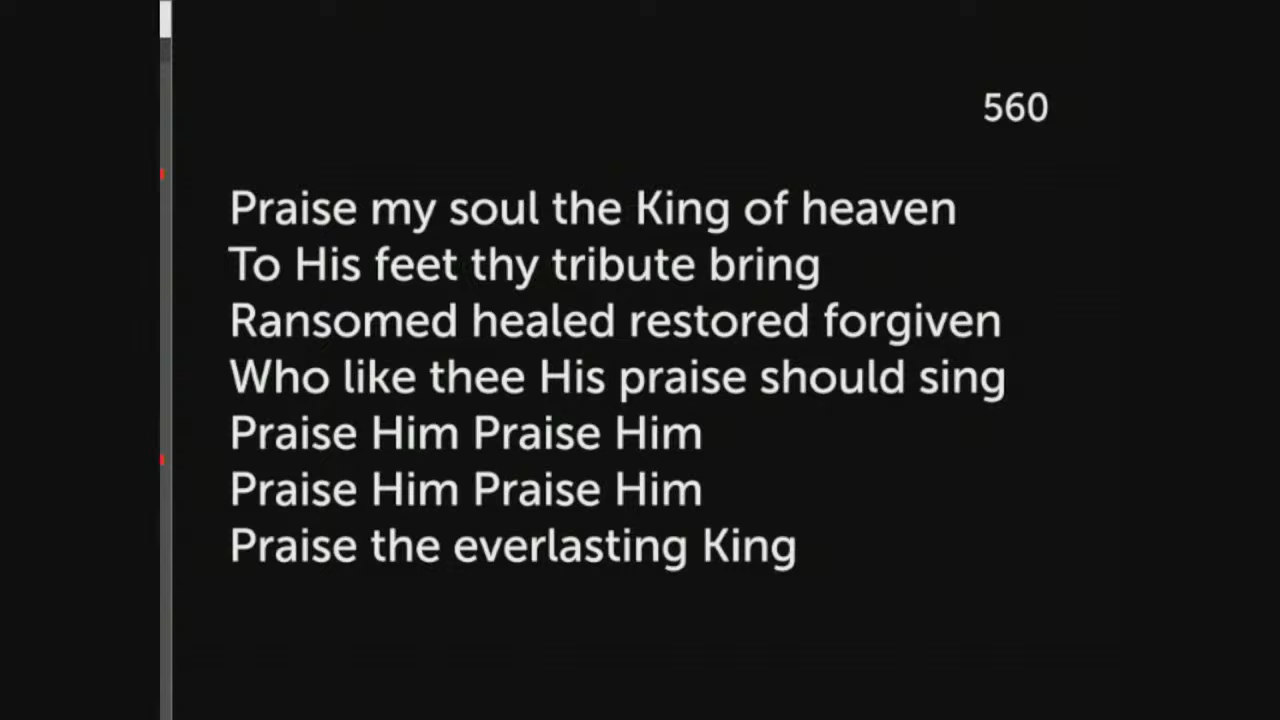 560
Praise my soul the King of heaven
To His feet thy tribute bring
Ransomed healed restored forgiven
Who like thee His praise should sing
Praise Him Praise Him
Praise Him Praise Him
Praise the everlasting King